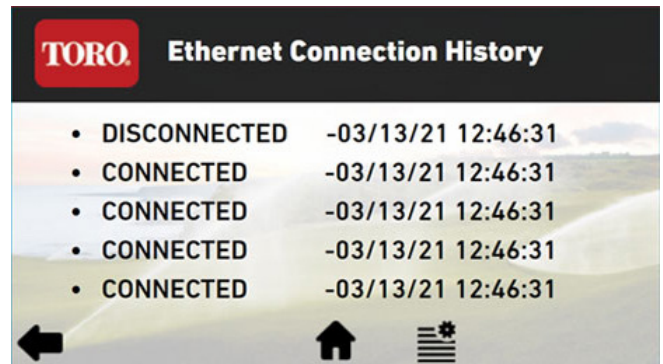 TORO. Ethernet Connection History
• DISCONNECTED -03/13/21 12:46:31
• CONNECTED -03/13/21 12:46:31
• CONNECTED -03/13/21 12:46:31
• CONNECTED -03/13/21 12:46:31
• CONNECTED -03/13/21 12:46:31